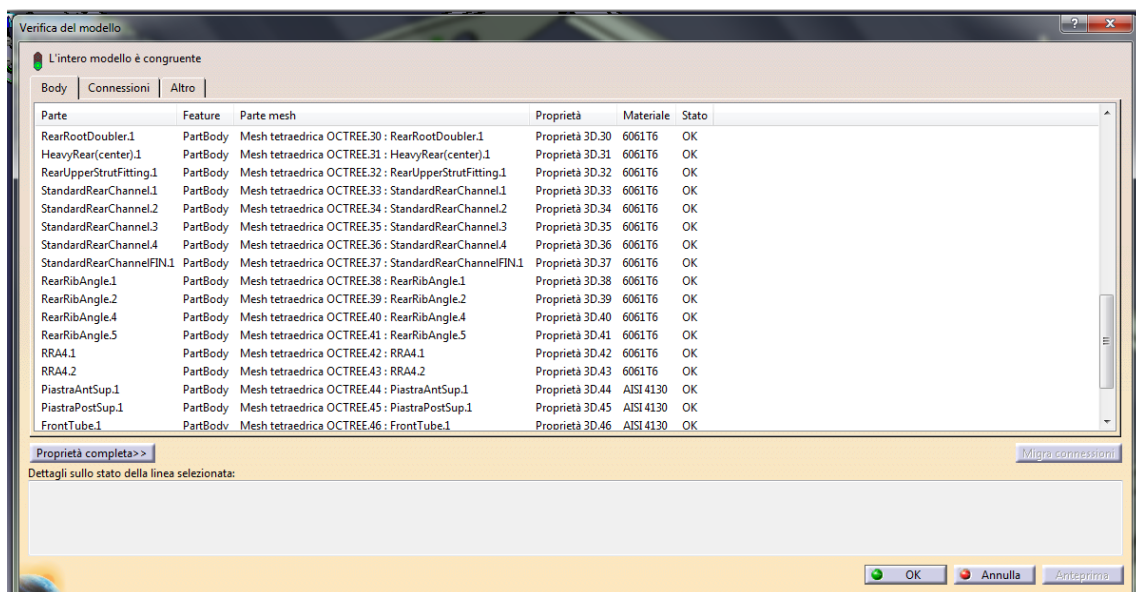 Verifica del modello
L'intero modello è congruente
Body Connessioni Altro
Parte Feature Parte mesh Proprietà Materiale Stato
RearRootDoubler.1 PartBody Mesh tetraedrica OCTREE.30 : RearRootDoubler.1 Proprietà 3D.30 6061T6 OK
HeavyRear(center).1 PartBody Mesh tetraedrica OCTREE.31 : HeavyRear(center).1 Proprietà 3D.31 6061T6 OK
RearUpperStrutFitting.1 PartBody Mesh tetraedrica OCTREE.32 : RearUpperStrutFitting.1 Proprietà 3D.32 6061T6 OK
StandardRearChannel.1 PartBody Mesh tetraedrica OCTREE.33 : StandardRearChannel.1 Proprietà 3D.33 6061T6 OK
StandardRearChannel.2 PartBody Mesh tetraedrica OCTREE.34 : StandardRearChannel.2 Proprietà 3D.34 6061T6 OK
StandardRearChannel.3 PartBody Mesh tetraedrica OCTREE.35 : StandardRearChannel.3 Proprietà 3D.35 6061T6 OK
StandardRearChannel.4 PartBody Mesh tetraedrica OCTREE.36 : StandardRearChannel.4 Proprietà 3D.36 6061T6 OK
StandardRearChannelFIN.1 PartBody Mesh tetraedrica OCTREE.37 : StandardRearChannelFIN.1 Proprietà 3D.37 6061T6 OK
RearRibAngle.1 PartBody Mesh tetraedrica OCTREE.38 : RearRibAngle.1 Proprietà 3D.38 6061T6 OK
RearRibAngle.2 PartBody Mesh tetraedrica OCTREE.39 : RearRibAngle.2 Proprietà 3D.39 6061T6 OK
RearRibAngle.4 PartBody Mesh tetraedrica OCTREE.40 : RearRibAngle.4 Proprietà 3D.40 6061T6 OK
RearRibAngle.5 PartBody Mesh tetraedrica OCTREE.41 : RearRibAngle.5 Proprietà 3D.41 6061T6 OK
RRA4.1 PartBody Mesh tetraedrica OCTREE.42 : RRA4.1 Proprietà 3D.42 6061T6 OK
RRA4.2 PartBody Mesh tetraedrica OCTREE.43 : RRA4.2 Proprietà 3D.43 6061T6 OK
PiastraAntSup.1 PartBody Mesh tetraedrica OCTREE.44 : PiastraAntSup.1 Proprietà 3D.44 AISI 4130 OK
PiastraPostSup.1 PartBody Mesh tetraedrica OCTREE.45 : PiastraPostSup.1 Proprietà 3D.45 AISI 4130 OK
FrontTube.1 PartBody Mesh tetraedrica OCTREE.46 : FrontTube.1 Proprietà 3D.46 AISI 4130 OK
Proprietà completa>> Migra connessioni
Dettagli sullo stato della linea selezionata:
OK Annulla Anteprima